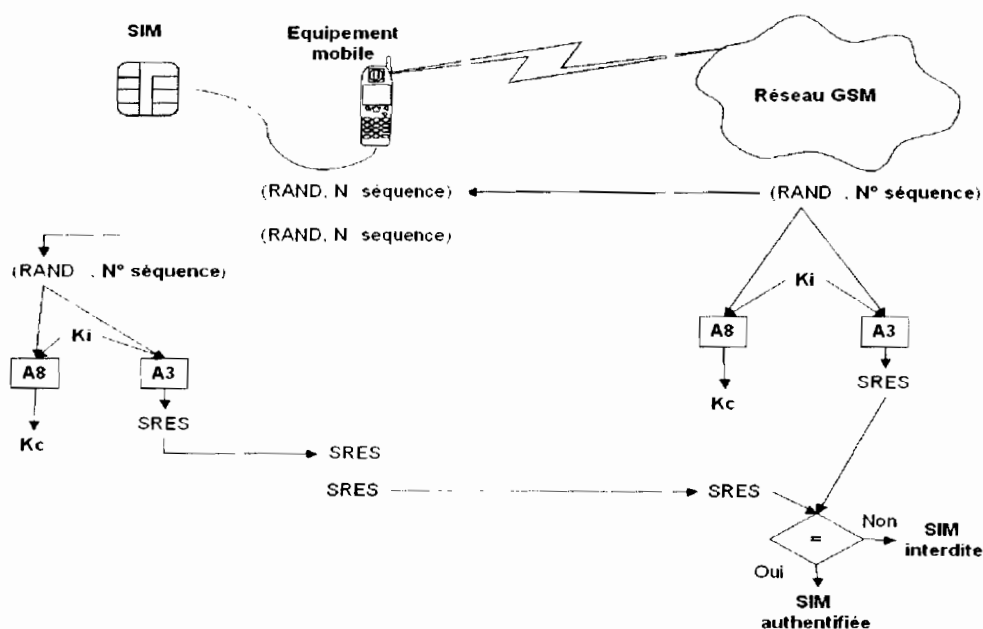 SIM
Equipement
mobile
Réseau GSM
(RAND, N séquence)
(RAND , N° séquence)
(RAND, N sequence)
(RAND , N° séquence)
Ki
Ki
A8
A3
A8
A3
SRES
Kc
SRES
Kc
SRES
SRES
SRES
=
Non
SIM
interdite
Oui
SIM
authentifiée